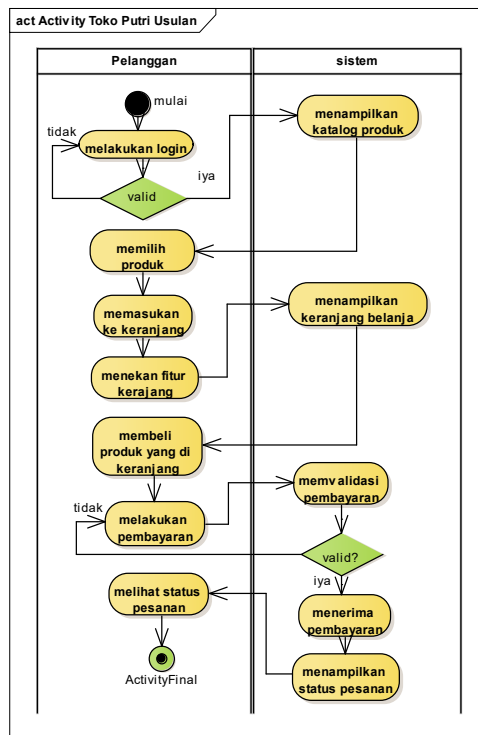 act Activity Toko Putri Usulan
Pelanggan
sistem
mulai
menampilkan
katalog produk
tidak
melakukan login
iya
valid
memilih
produk
memasukan
ke keranjang
menampilkan
keranjang belanja
menekan fitur
kerajang
membeli
produk yang di
keranjang
memvalidasi
pembayaran
tidak
melakukan
pembayaran
valid?
iya
melihat status
pesanan
menerima
pembayaran
menampilkan
status pesanan
ActivityFinal